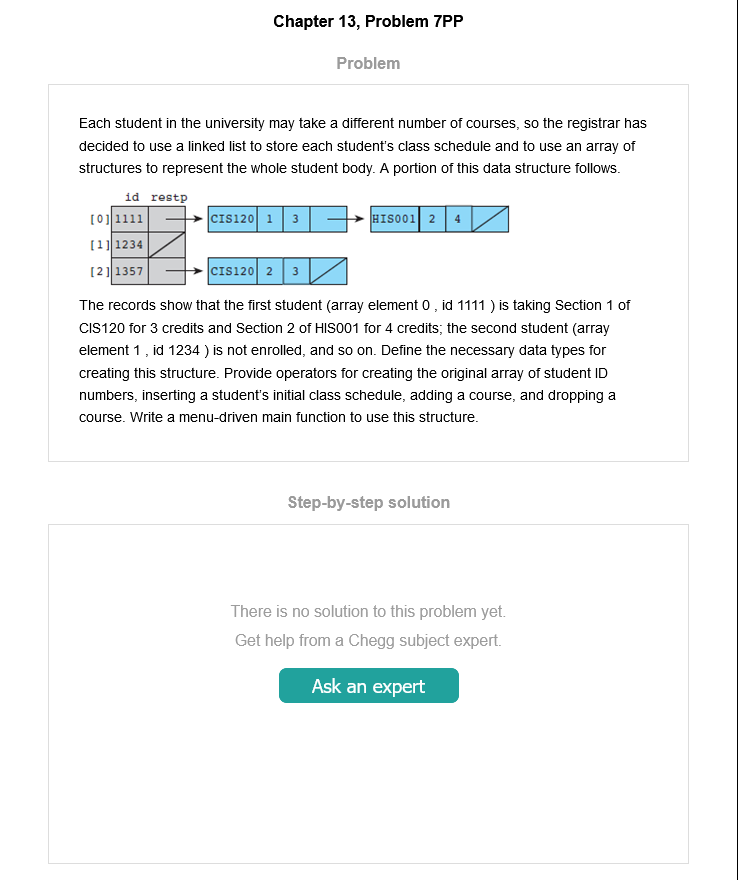 Chapter 13, Problem 7PP
Problem
Each student in the university may take a different number of courses, so the registrar has
decided to use a linked list to store each student’s class schedule and to use an array of
structures to represent the whole student body. A portion of this data structure follows.
id restp
[0] 1111 CIS120 1 3 HIS001 2 4
[1] 1234
[2] 1357 CIS120 2 3
The records show that the first student (array element 0 , id 1111 ) is taking Section 1 of
CIS120 for 3 credits and Section 2 of HIS001 for 4 credits; the second student (array
element 1 , id 1234 ) is not enrolled, and so on. Define the necessary data types for
creating this structure. Provide operators for creating the original array of student ID
numbers, inserting a student’s initial class schedule, adding a course, and dropping a
course. Write a menu-driven main function to use this structure.
Step-by-step solution
There is no solution to this problem yet.
Get help from a Chegg subject expert.
Ask an expert